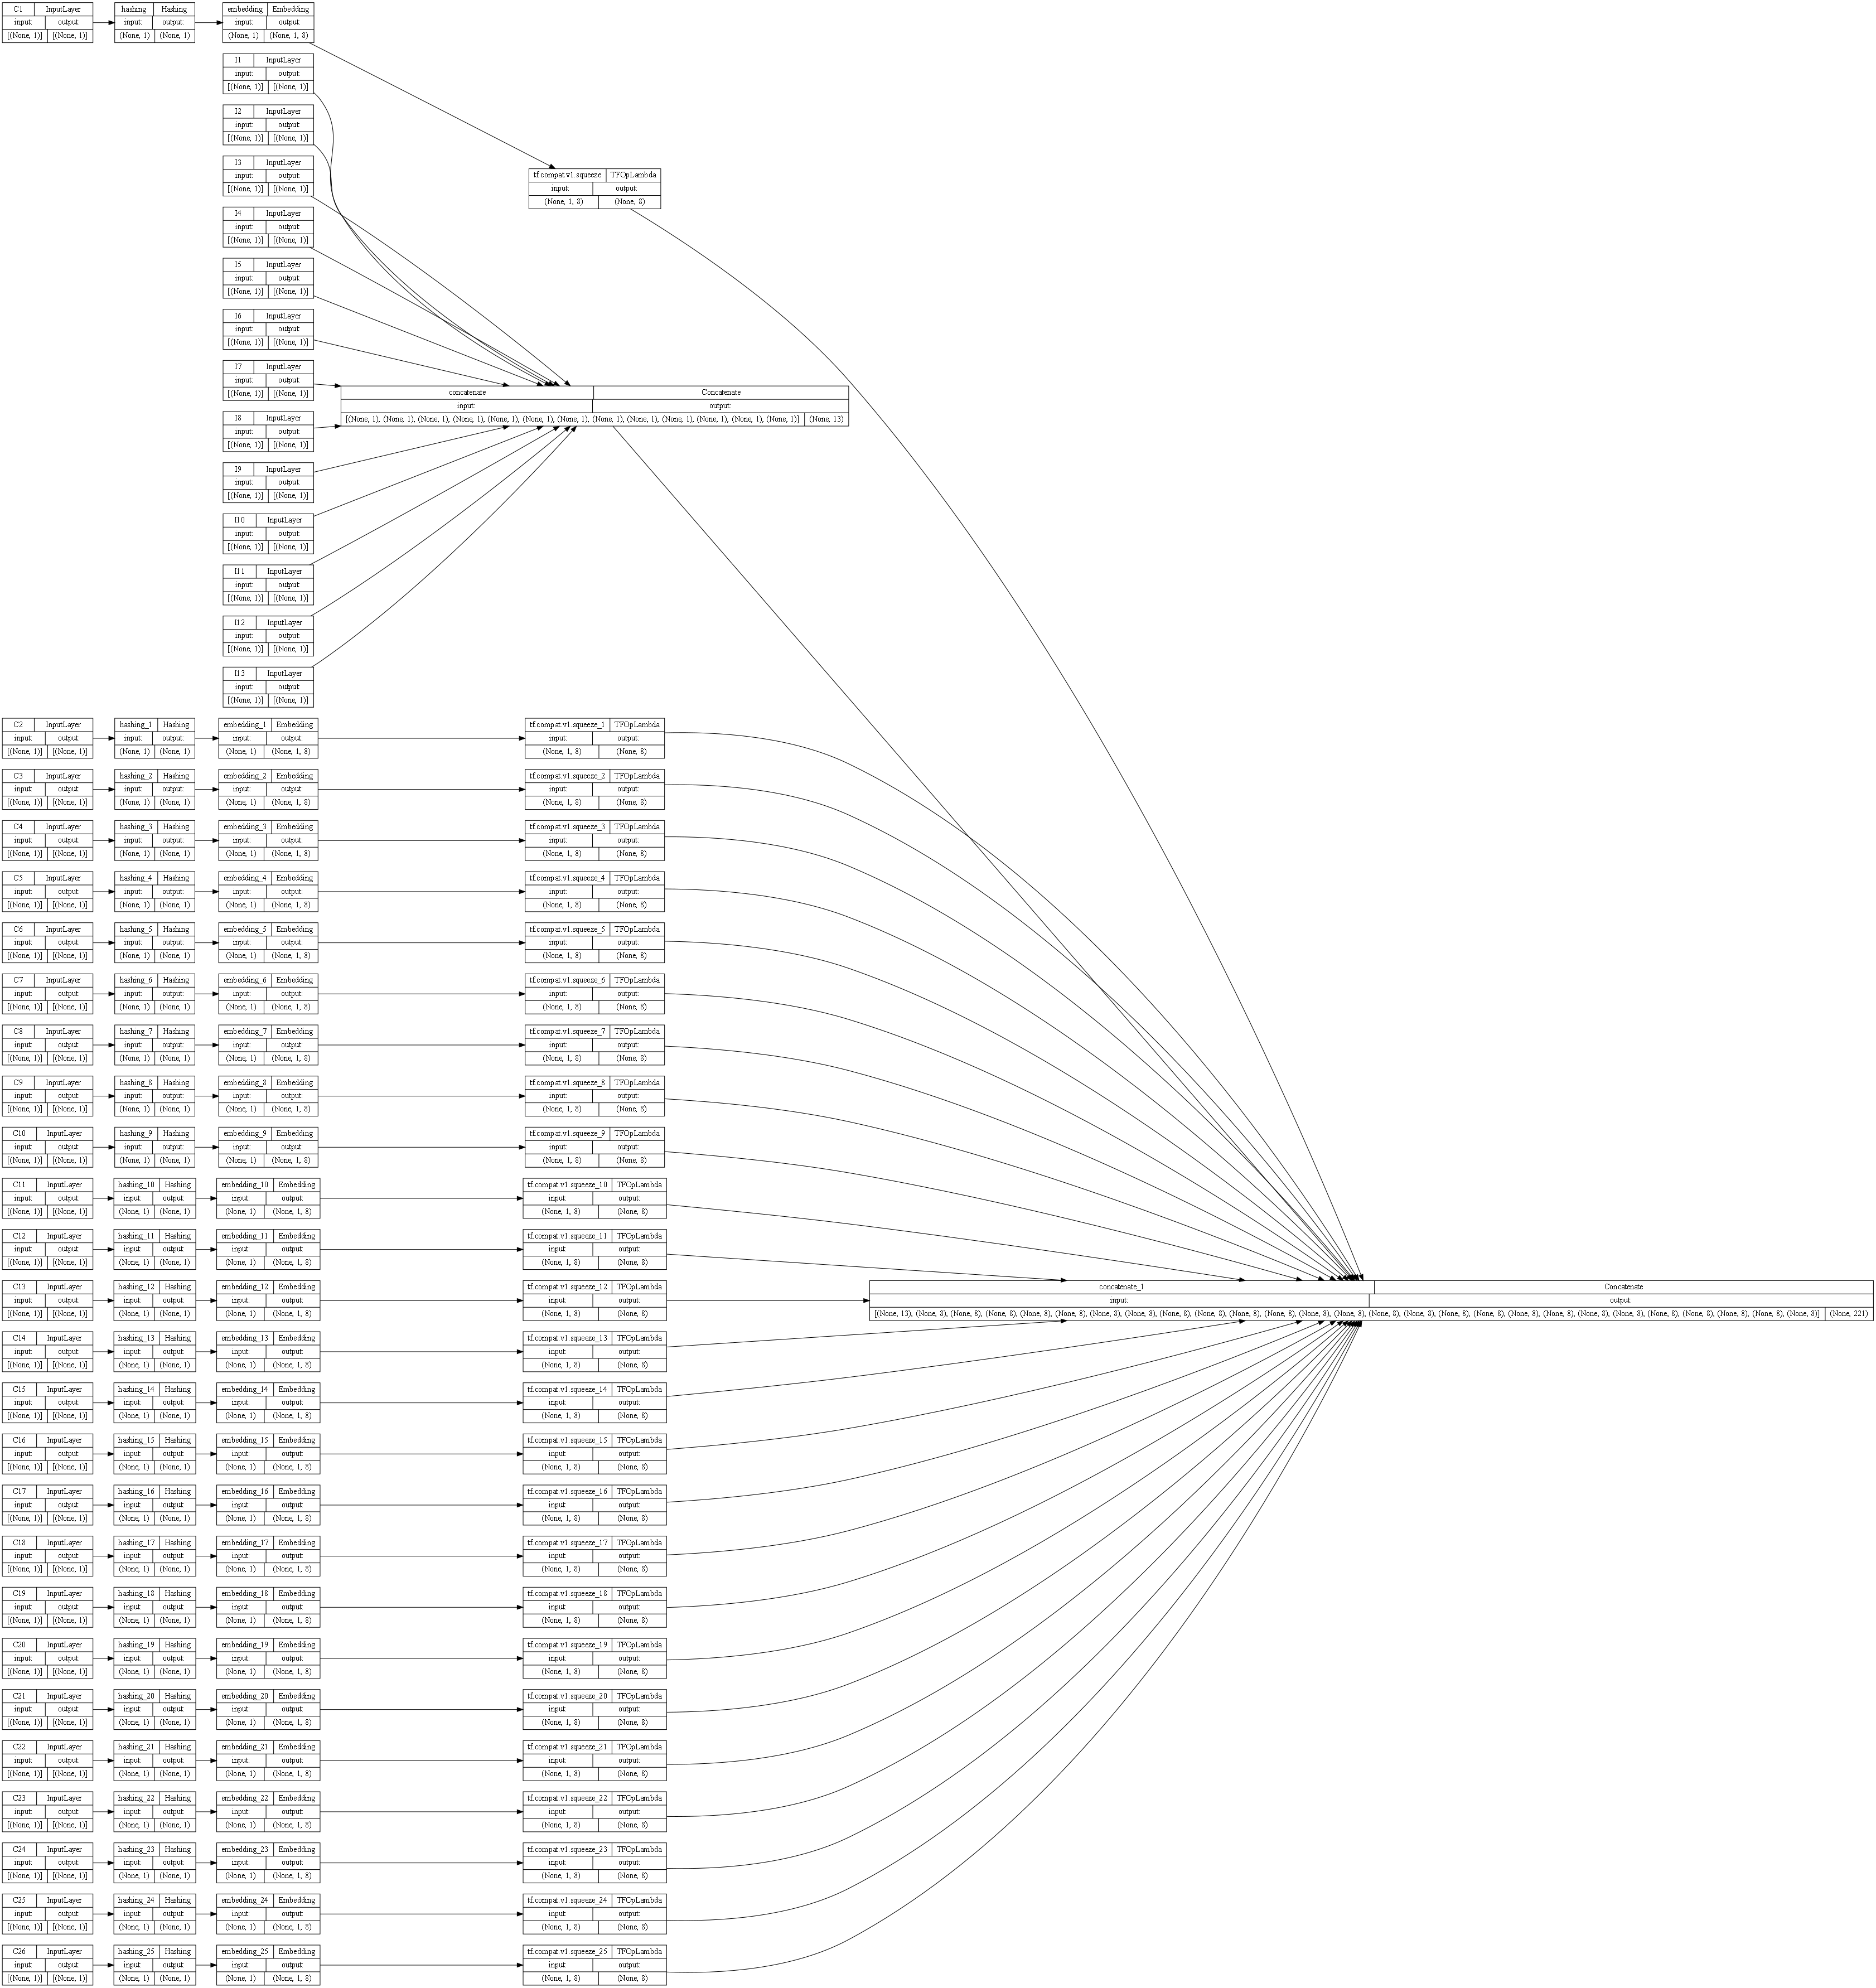 C1 InputLayer hashing Hashing embedding Embedding
input: output: input: output: input: output:
[(None, 1)] [(None, 1)] (None, 1) (None, 1) (None, 1) (None, 1, 8)
I1 InputLayer
input: output:
[(None, 1)] [(None, 1)]
I2 InputLayer
input: output:
[(None, 1)] [(None, 1)]
I3 InputLayer
input: output:
[(None, 1)] [(None, 1)]
tf.compat.v1.squeeze TFOpLambda
input: output:
(None, 1, 8) (None, 8)
I4 InputLayer
input: output:
[(None, 1)] [(None, 1)]
I5 InputLayer
input: output:
[(None, 1)] [(None, 1)]
I6 InputLayer
input: output:
[(None, 1)] [(None, 1)]
I7 InputLayer
input: output:
[(None, 1)] [(None, 1)]
concatenate Concatenate
input: output:
[(None, 1), (None, 1), (None, 1), (None, 1), (None, 1), (None, 1), (None, 1), (None, 1), (None, 1), (None, 1), (None, 1), (None, 1), (None, 1)] (None, 13)
I8 InputLayer
input: output:
[(None, 1)] [(None, 1)]
I9 InputLayer
input: output:
[(None, 1)] [(None, 1)]
I10 InputLayer
input: output:
[(None, 1)] [(None, 1)]
I11 InputLayer
input: output:
[(None, 1)] [(None, 1)]
I12 InputLayer
input: output:
[(None, 1)] [(None, 1)]
I13 InputLayer
input: output:
[(None, 1)] [(None, 1)]
C2 InputLayer hashing_1 Hashing embedding_1 Embedding tf.compat.v1.squeeze_1 TFOpLambda
input: output: input: output: input: output: input: output:
[(None, 1)] [(None, 1)] (None, 1) (None, 1) (None, 1) (None, 1, 8) (None, 1, 8) (None, 8)
C3 InputLayer hashing_2 Hashing embedding_2 Embedding tf.compat.v1.squeeze_2 TFOpLambda
input: output: input: output: input: output: input: output:
[(None, 1)] [(None, 1)] (None, 1) (None, 1) (None, 1) (None, 1, 8) (None, 1, 8) (None, 8)
C4 InputLayer hashing_3 Hashing embedding_3 Embedding tf.compat.v1.squeeze_3 TFOpLambda
input: output: input: output: input: output: input: output:
[(None, 1)] [(None, 1)] (None, 1) (None, 1) (None, 1) (None, 1, 8) (None, 1, 8) (None, 8)
C5 InputLayer hashing_4 Hashing embedding_4 Embedding tf.compat.v1.squeeze_4 TFOpLambda
input: output: input: output: input: output: input: output:
[(None, 1)] [(None, 1)] (None, 1) (None, 1) (None, 1) (None, 1, 8) (None, 1, 8) (None, 8)
C6 InputLayer hashing_5 Hashing embedding_5 Embedding tf.compat.v1.squeeze_5 TFOpLambda
input: output: input: output: input: output: input: output:
[(None, 1)] [(None, 1)] (None, 1) (None, 1) (None, 1) (None, 1, 8) (None, 1, 8) (None, 8)
C7 InputLayer hashing_6 Hashing embedding_6 Embedding tf.compat.v1.squeeze_6 TFOpLambda
input: output: input: output: input: output: input: output:
[(None, 1)] [(None, 1)] (None, 1) (None, 1) (None, 1) (None, 1, 8) (None, 1, 8) (None, 8)
C8 InputLayer hashing_7 Hashing embedding_7 Embedding tf.compat.v1.squeeze_7 TFOpLambda
input: output: input: output: input: output: input: output:
[(None, 1)] [(None, 1)] (None, 1) (None, 1) (None, 1) (None, 1, 8) (None, 1, 8) (None, 8)
C9 InputLayer hashing_8 Hashing embedding_8 Embedding tf.compat.v1.squeeze_8 TFOpLambda
input: output: input: output: input: output: input: output:
[(None, 1)] [(None, 1)] (None, 1) (None, 1) (None, 1) (None, 1, 8) (None, 1, 8) (None, 8)
C10 InputLayer hashing_9 Hashing embedding_9 Embedding tf.compat.v1.squeeze_9 TFOpLambda
input: output: input: output: input: output: input: output:
[(None, 1)] [(None, 1)] (None, 1) (None, 1) (None, 1) (None, 1, 8) (None, 1, 8) (None, 8)
C11 InputLayer hashing_10 Hashing embedding_10 Embedding tf.compat.v1.squeeze_10 TFOpLambda
input: output: input: output: input: output: input: output:
[(None, 1)] [(None, 1)] (None, 1) (None, 1) (None, 1) (None, 1, 8) (None, 1, 8) (None, 8)
C12 InputLayer hashing_11 Hashing embedding_11 Embedding tf.compat.v1.squeeze_11 TFOpLambda
input: output: input: output: input: output: input: output:
[(None, 1)] [(None, 1)] (None, 1) (None, 1) (None, 1) (None, 1, 8) (None, 1, 8) (None, 8)
C13 InputLayer hashing_12 Hashing embedding_12 Embedding tf.compat.v1.squeeze_12 TFOpLambda concatenate_1 Concatenate
input: output: input: output: input: output: input: output: input: output:
[(None, 1)] [(None, 1)] (None, 1) (None, 1) (None, 1) (None, 1, 8) (None, 1, 8) (None, 8) [(None, 13), (None, 8), (None, 8), (None, 8), (None, 8), (None, 8), (None, 8), (None, 8), (None, 8), (None, 8), (None, 8), (None, 8), (None, 8), (None, 8), (None, 8), (None, 8), (None, 8), (None, 8), (None, 8), (None, 8), (None, 8), (None, 8), (None, 8), (None, 8), (None, 8), (None, 8), (None, 8)] (None, 221)
C14 InputLayer hashing_13 Hashing embedding_13 Embedding tf.compat.v1.squeeze_13 TFOpLambda
input: output: input: output: input: output: input: output:
[(None, 1)] [(None, 1)] (None, 1) (None, 1) (None, 1) (None, 1, 8) (None, 1, 8) (None, 8)
C15 InputLayer hashing_14 Hashing embedding_14 Embedding tf.compat.v1.squeeze_14 TFOpLambda
input: output: input: output: input: output: input: output:
[(None, 1)] [(None, 1)] (None, 1) (None, 1) (None, 1) (None, 1, 8) (None, 1, 8) (None, 8)
C16 InputLayer hashing_15 Hashing embedding_15 Embedding tf.compat.v1.squeeze_15 TFOpLambda
input: output: input: output: input: output: input: output:
[(None, 1)] [(None, 1)] (None, 1) (None, 1) (None, 1) (None, 1, 8) (None, 1, 8) (None, 8)
C17 InputLayer hashing_16 Hashing embedding_16 Embedding tf.compat.v1.squeeze_16 TFOpLambda
input: output: input: output: input: output: input: output:
[(None, 1)] [(None, 1)] (None, 1) (None, 1) (None, 1) (None, 1, 8) (None, 1, 8) (None, 8)
C18 InputLayer hashing_17 Hashing embedding_17 Embedding tf.compat.v1.squeeze_17 TFOpLambda
input: output: input: output: input: output: input: output:
[(None, 1)] [(None, 1)] (None, 1) (None, 1) (None, 1) (None, 1, 8) (None, 1, 8) (None, 8)
C19 InputLayer hashing_18 Hashing embedding_18 Embedding tf.compat.v1.squeeze_18 TFOpLambda
input: output: input: output: input: output: input: output:
[(None, 1)] [(None, 1)] (None, 1) (None, 1) (None, 1) (None, 1, 8) (None, 1, 8) (None, 8)
C20 InputLayer hashing_19 Hashing embedding_19 Embedding tf.compat.v1.squeeze_19 TFOpLambda
input: output: input: output: input: output: input: output:
[(None, 1)] [(None, 1)] (None, 1) (None, 1) (None, 1) (None, 1, 8) (None, 1, 8) (None, 8)
C21 InputLayer hashing_20 Hashing embedding_20 Embedding tf.compat.v1.squeeze_20 TFOpLambda
input: output: input: output: input: output: input: output:
[(None, 1)] [(None, 1)] (None, 1) (None, 1) (None, 1) (None, 1, 8) (None, 1, 8) (None, 8)
C22 InputLayer hashing_21 Hashing embedding_21 Embedding tf.compat.v1.squeeze_21 TFOpLambda
input: output: input: output: input: output: input: output:
[(None, 1)] [(None, 1)] (None, 1) (None, 1) (None, 1) (None, 1, 8) (None, 1, 8) (None, 8)
C23 InputLayer hashing_22 Hashing embedding_22 Embedding tf.compat.v1.squeeze_22 TFOpLambda
input: output: input: output: input: output: input: output:
[(None, 1)] [(None, 1)] (None, 1) (None, 1) (None, 1) (None, 1, 8) (None, 1, 8) (None, 8)
C24 InputLayer hashing_23 Hashing embedding_23 Embedding tf.compat.v1.squeeze_23 TFOpLambda
input: output: input: output: input: output: input: output:
[(None, 1)] [(None, 1)] (None, 1) (None, 1) (None, 1) (None, 1, 8) (None, 1, 8) (None, 8)
C25 InputLayer hashing_24 Hashing embedding_24 Embedding tf.compat.v1.squeeze_24 TFOpLambda
input: output: input: output: input: output: input: output:
[(None, 1)] [(None, 1)] (None, 1) (None, 1) (None, 1) (None, 1, 8) (None, 1, 8) (None, 8)
C26 InputLayer hashing_25 Hashing embedding_25 Embedding tf.compat.v1.squeeze_25 TFOpLambda
input: output: input: output: input: output: input: output:
[(None, 1)] [(None, 1)] (None, 1) (None, 1) (None, 1) (None, 1, 8) (None, 1, 8) (None, 8)